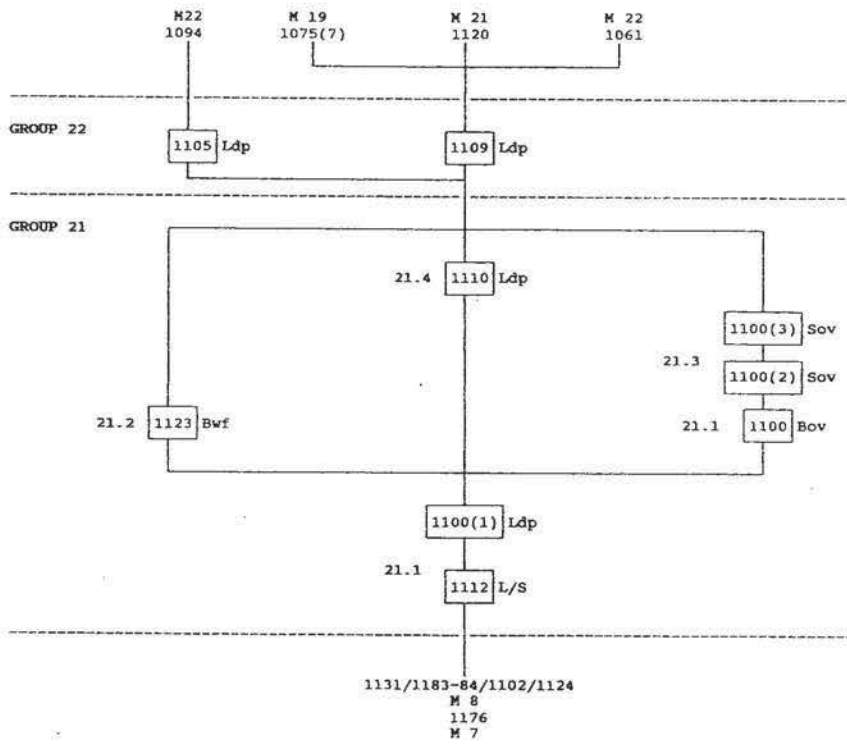 M22 M 19 M 21 M 22
1094 1075(7) 1120 1061
GROUP 22
1105 Ldp 1109 Ldp
GROUP 21
21.4 1110 Ldp
1100(3) Sov
21.3
1100(2) Sov
21.2 1123 Bwf 21.1 1100 Bov
1100(1) Ldp
21.1
1112 L/S
1131/1183-84/1102/1124
M 8
1176
M 7